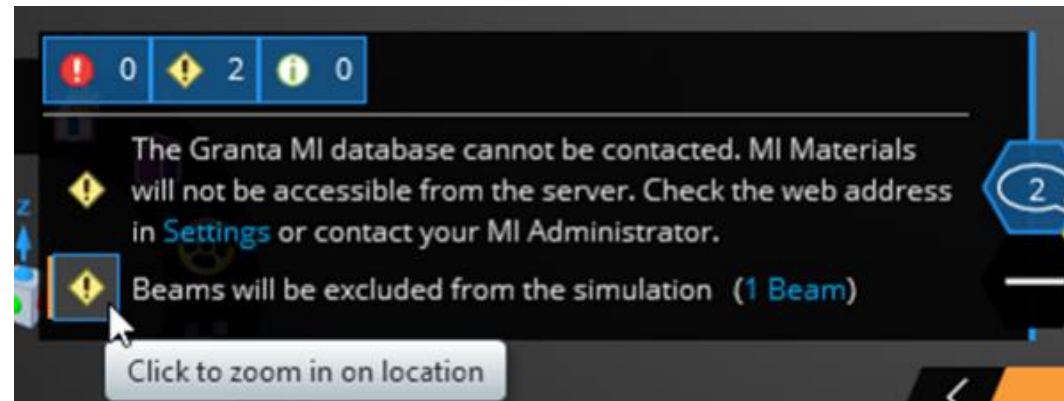 0 2 0
The Granta MI database cannot be contacted. MI Materials
will not be accessible from the server. Check the web address
in Settings or contact your MI Administrator.
2
z
Beams will be excluded from the simulation (1 Beam)
Click to zoom in on location